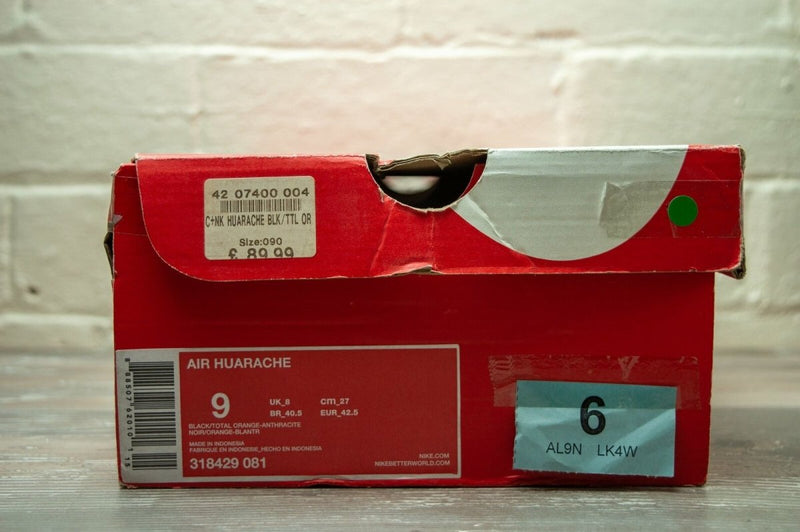 42 07400 004
C+NK HUARACHE BLK/TTL OR
Size:090
£ 89.99
AIR HUARACHE
9
UK_8
cm_27
BR_40.5
EUR_42.5
BLACK/TOTAL ORANGE-ANTHRACITE
NOIR/ORANGE-BLANTR
MADE IN INDONESIA
FABRIQUE EN INDONESIE_HECHO EN INDONESIA
318429 081
NIKE.COM
NIKEBETTERWORLD.COM
6
AL9N LK4W